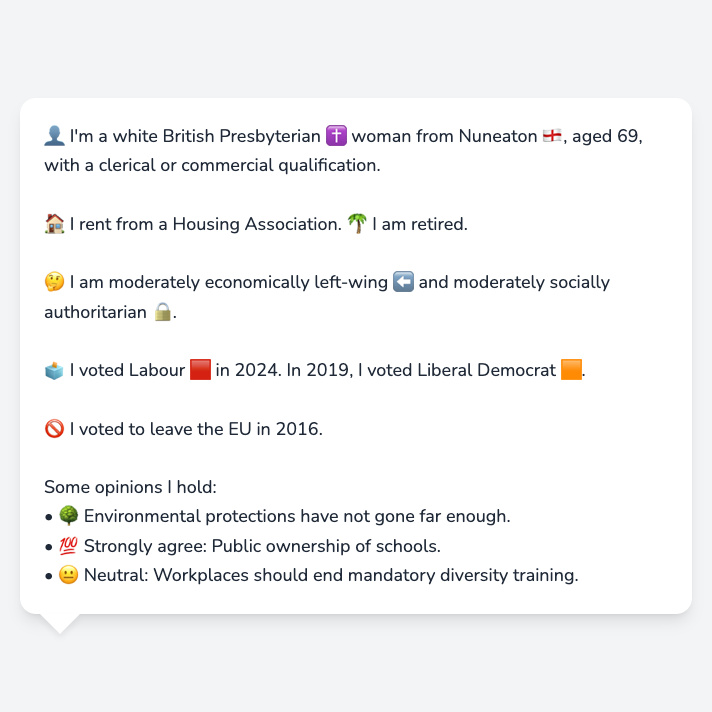 👤 I'm a white British Presbyterian ✝️ woman from Nuneaton 🏴󠁧󠁢󠁥󠁮󠁧󠁿, aged 69,
with a clerical or commercial qualification.
🏠 I rent from a Housing Association. 🌴 I am retired.
🤔 I am moderately economically left-wing ⬅️ and moderately socially
authoritarian 🔒.
🗳️ I voted Labour 🟥 in 2024. In 2019, I voted Liberal Democrat 🟧.
🚫 I voted to leave the EU in 2016.
Some opinions I hold:
• 🌳 Environmental protections have not gone far enough.
• 💯 Strongly agree: Public ownership of schools.
• 😐 Neutral: Workplaces should end mandatory diversity training.